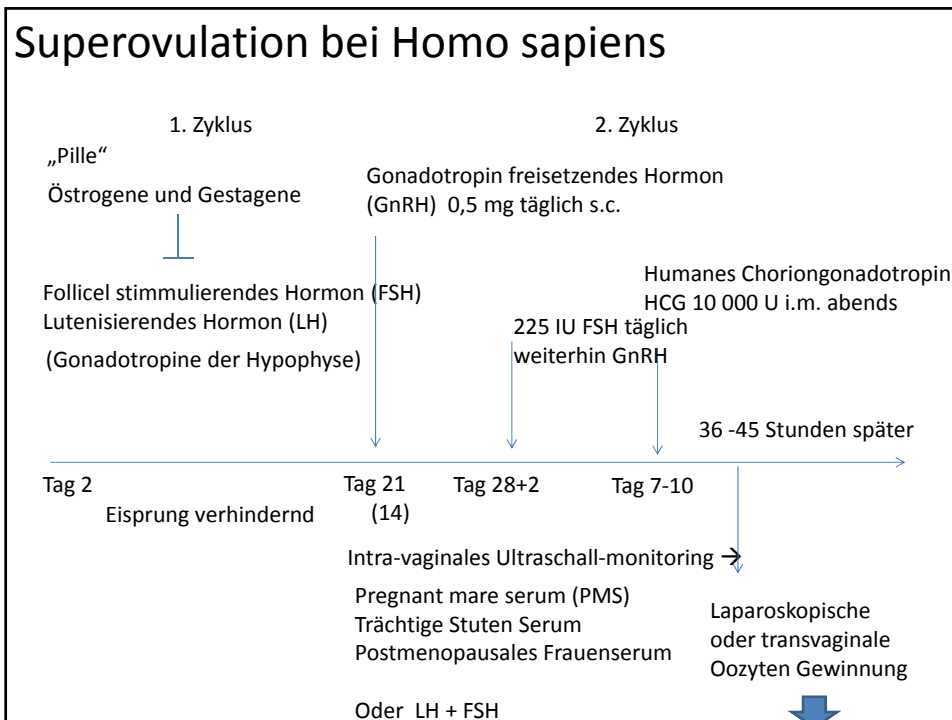 Superovulation bei Homo sapiens
1. Zyklus
2. Zyklus
„Pille“
Östrogene und Gestagene
Gonadotropin freisetzendes Hormon
(GnRH) 0,5 mg täglich s.c.
Follicel stimmulierendes Hormon (FSH)
Lutenisierendes Hormon (LH)
(Gonadotropine der Hypophyse)
Humanes Choriongonadotropin
HCG 10 000 U i.m. abends
225 IU FSH täglich
weiterhin GnRH
36 -45 Stunden später
Tag 2
Tag 21
(14)
Tag 28+2
Tag 7-10
Eisprung verhindernd
Intra-vaginales Ultraschall-monitoring →
Pregnant mare serum (PMS)
Trächtige Stuten Serum
Postmenopausales Frauenserum
Oder LH + FSH
Laparoskopische
oder transvaginale
Oozyten Gewinnung